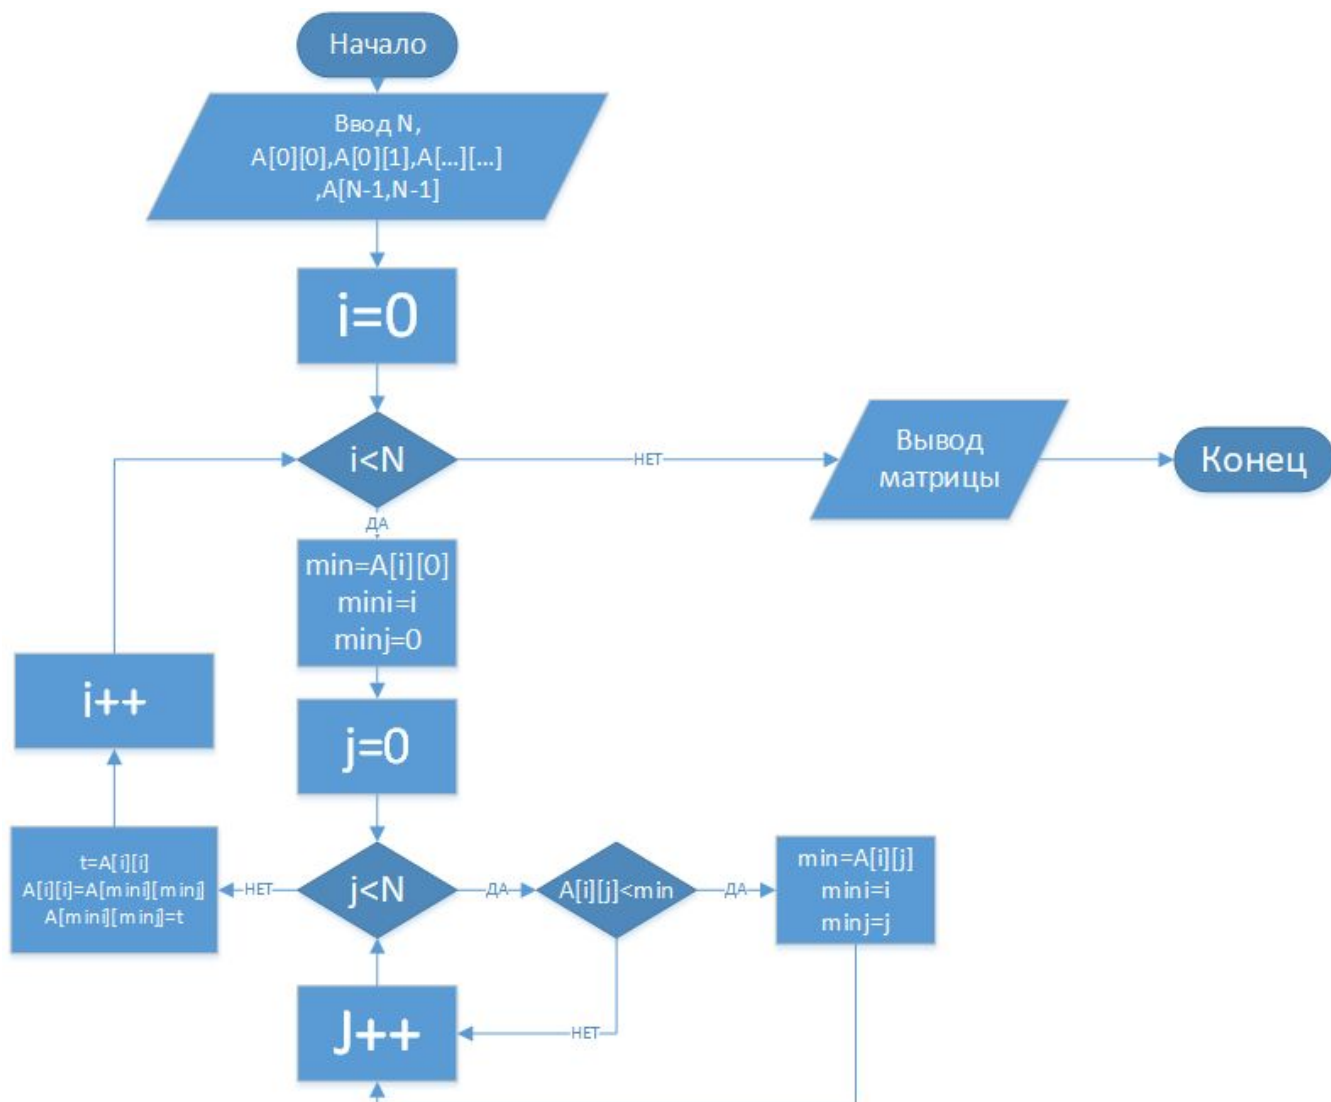 Начало
Ввод N,
A[0][0],A[0][1],A[...][...]
,A[N-1,N-1]
i=0
i<N
НЕТ
Вывод
матрицы
Конец
ДА
min=A[i][0]
mini=i
minj=0
i++
j=0
t=A[i][i]
A[i][i]=A[mini][minj]
A[mini][minj]=t
НЕТ
j<N
ДА
A[i][j]<min
ДА
min=A[i][j]
mini=i
minj=j
J++
НЕТ